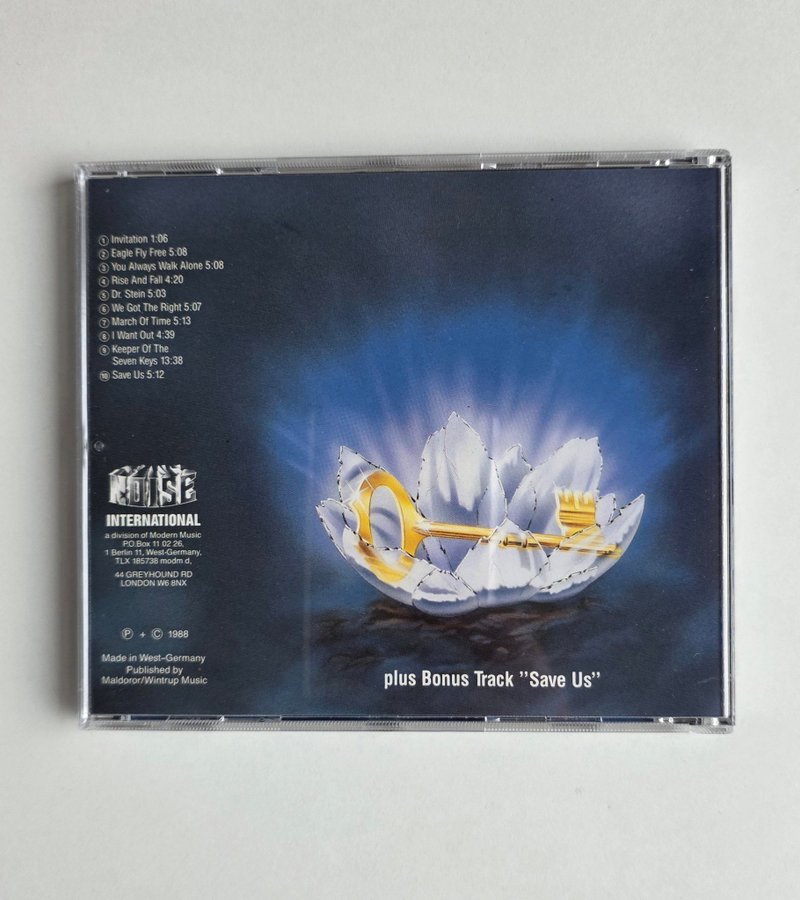 ① Invitation 1:06
② Eagle Fly Free 5:08
③ You Always Walk Alone 5:08
④ Rise And Fall 4:20
⑤ Dr. Stein 5:03
⑥ We Got The Right 5:07
⑦ March Of Time 5:13
⑧ I Want Out 4:39
⑨ Keeper Of The
Seven Keys 13:38
⑩ Save Us 5:12
NOISE
INTERNATIONAL
a division of Modern Music
P.O.Box 11 02 26,
1 Berlin 11, West-Germany,
TLX 185738 modm d,
44 GREYHOUND RD
LONDON W6 8NX
Ⓟ + © 1988
Made in West-Germany
Published by
Maldoror/Wintrup Music
plus Bonus Track "Save Us"